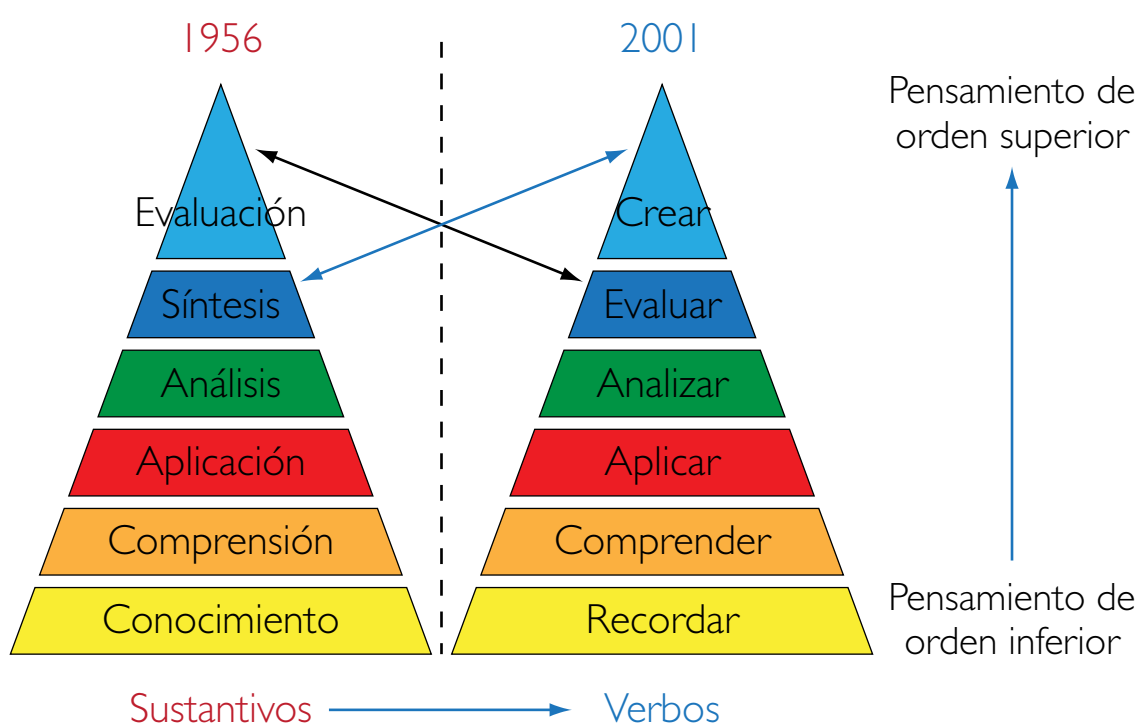 1956
Evaluación
Síntesis
Análisis
Aplicación
Comprensión
Conocimiento
Sustantivos
2001
Crear
Evaluar
Analizar
Aplicar
Comprender
Recordar
Verbos
Pensamiento de
orden superior
Pensamiento de
orden inferior